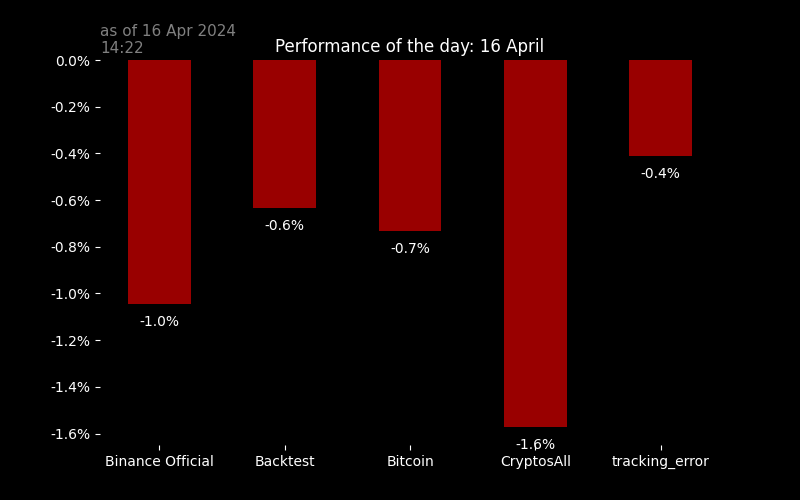 as of 16 Apr 2024
14:22
Performance of the day: 16 April
0.0%
-0.2%
-0.4%
-0.6%
-0.8%
-1.0%
-1.2%
-1.4%
-1.6%
-1.0%
-0.6%
-0.7%
-1.6%
-0.4%
Binance Official
Backtest
Bitcoin
CryptosAll
tracking_error